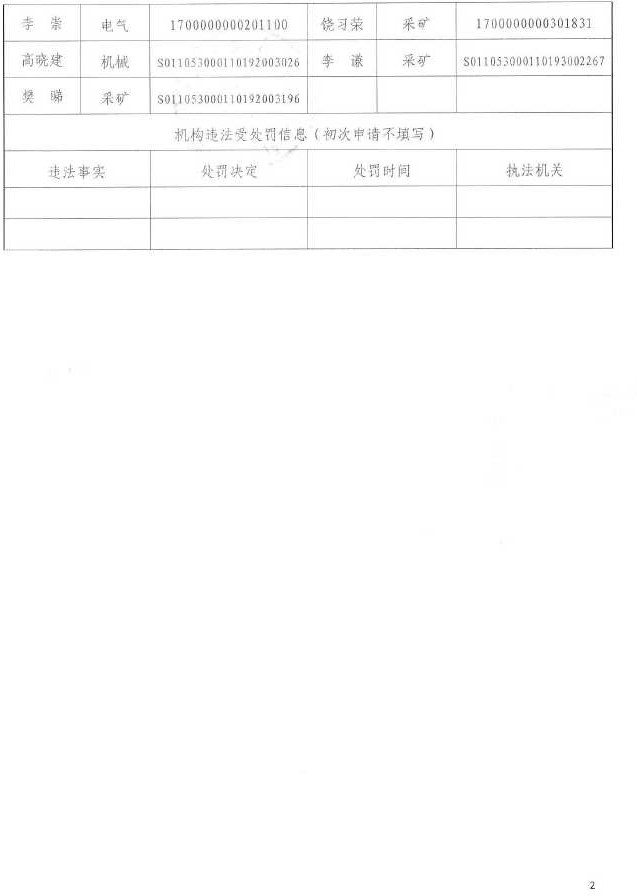 李 崇 电气 1700000000201100 饶习荣 采矿 1700000000301831
高晓建 机械 S011053000110192003026 李 谦 采矿 S011053000110193002267
樊 睇 采矿 S011053000110192003196
机构违法受处罚信息（初次申请不填写）
违法事实 处罚决定 处罚时间 执法机关
2